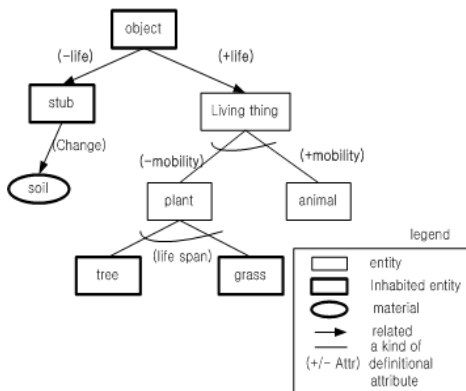 object
(-life)
(+life)
stub
Living thing
(Change)
(-mobility)
(+mobility)
soil
plant
animal
(life span)
tree
grass
legend
entity
Inhabited entity
material
related
a kind of
(+/- Attr) definitional
attribute